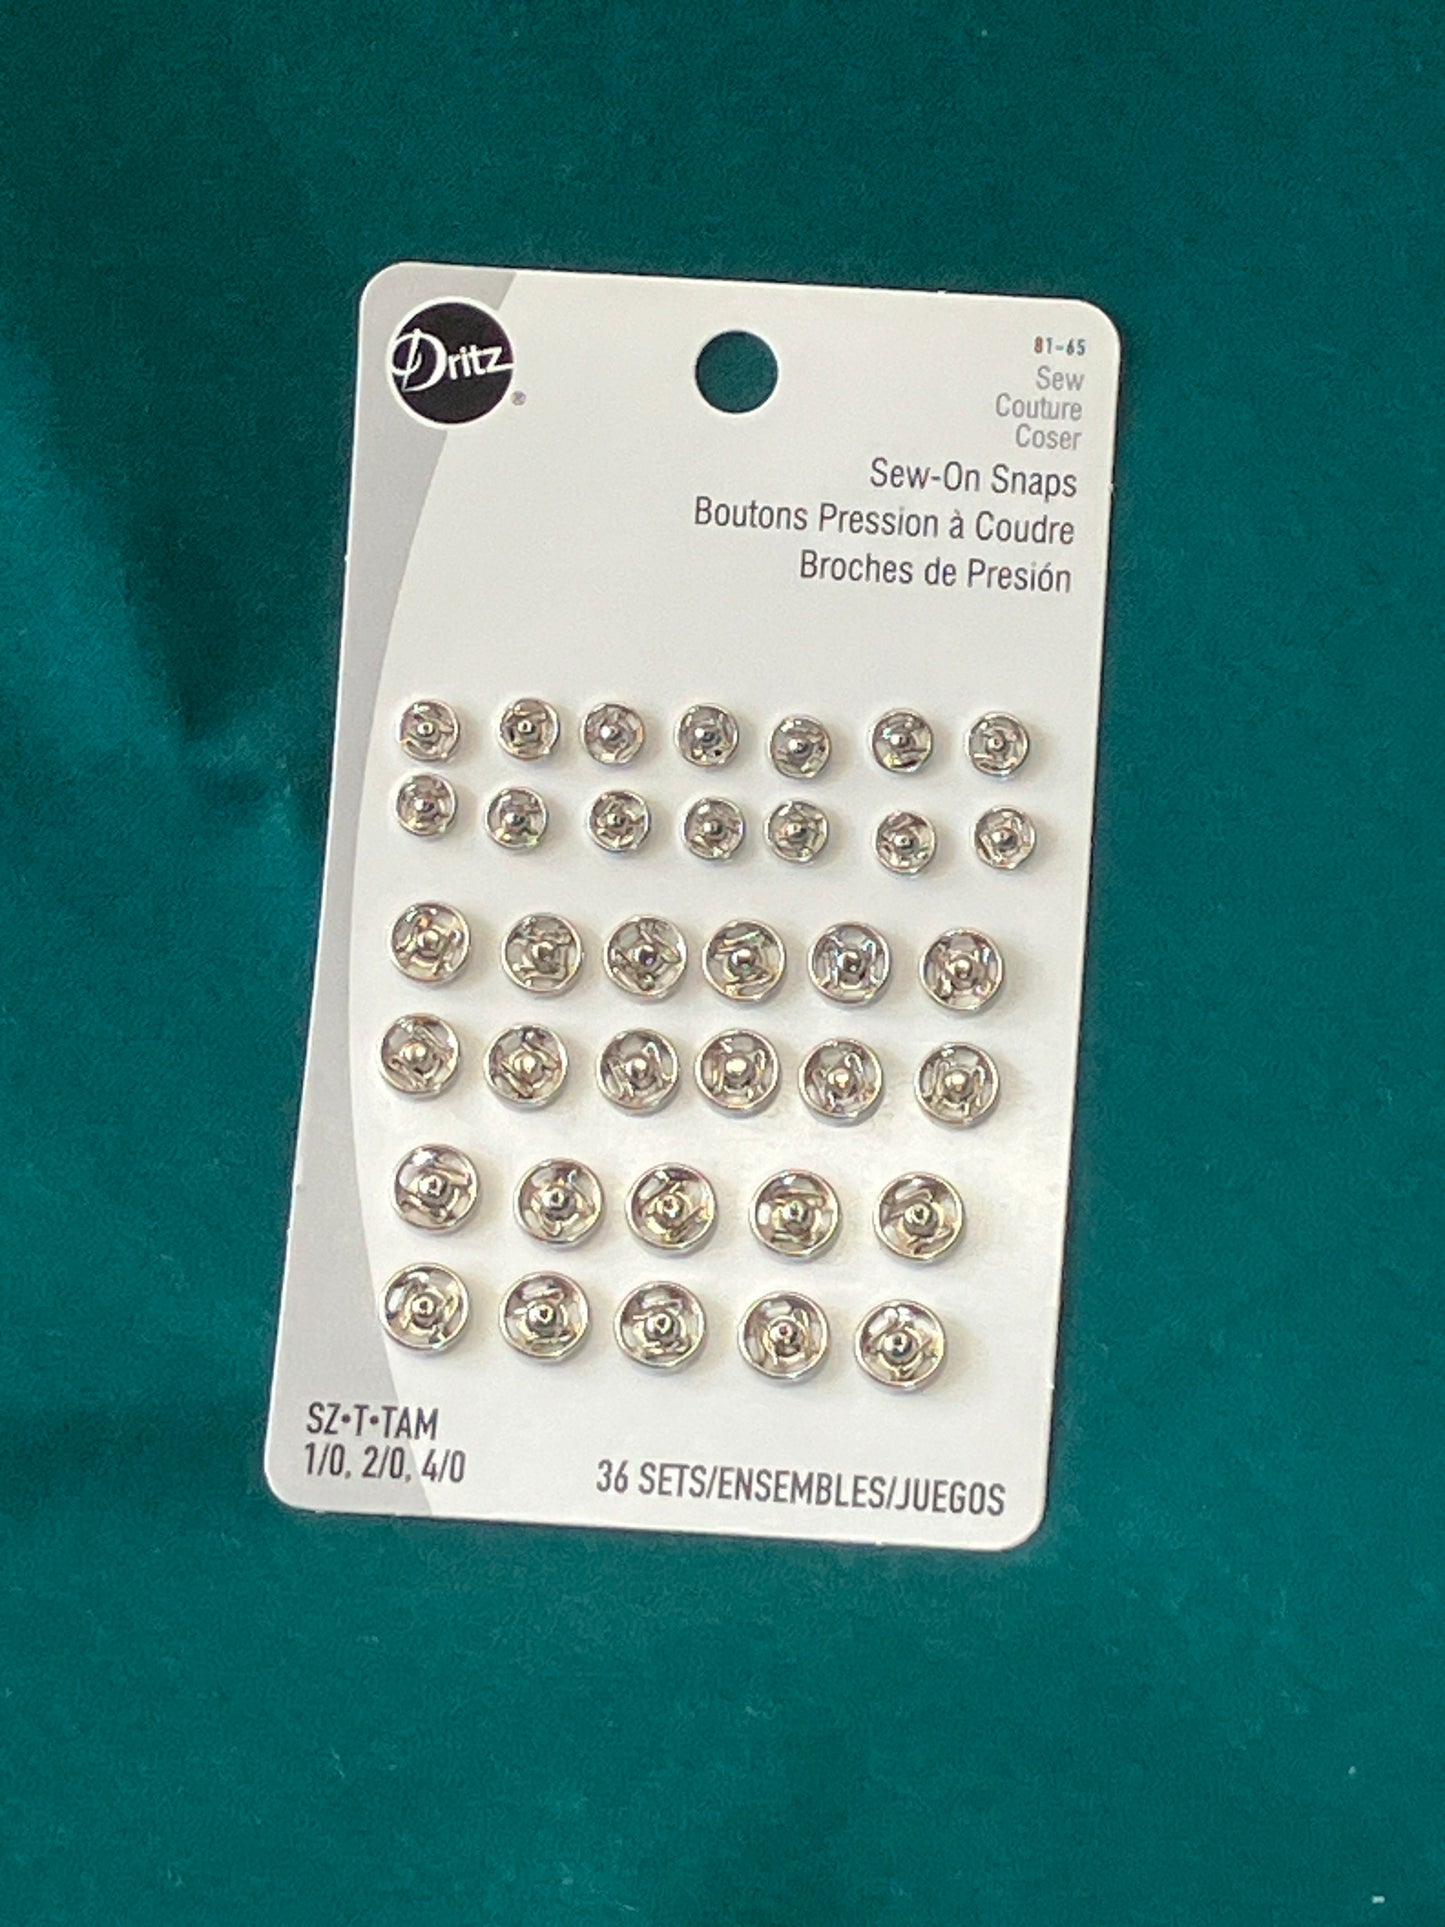 Dritz®
81-65
Sew
Couture
Coser
Sew-On Snaps
Boutons Pression à Coudre
Broches de Presión
SZ•T•TAM
1/0, 2/0, 4/0
36 SETS/ENSEMBLES/JUEGOS